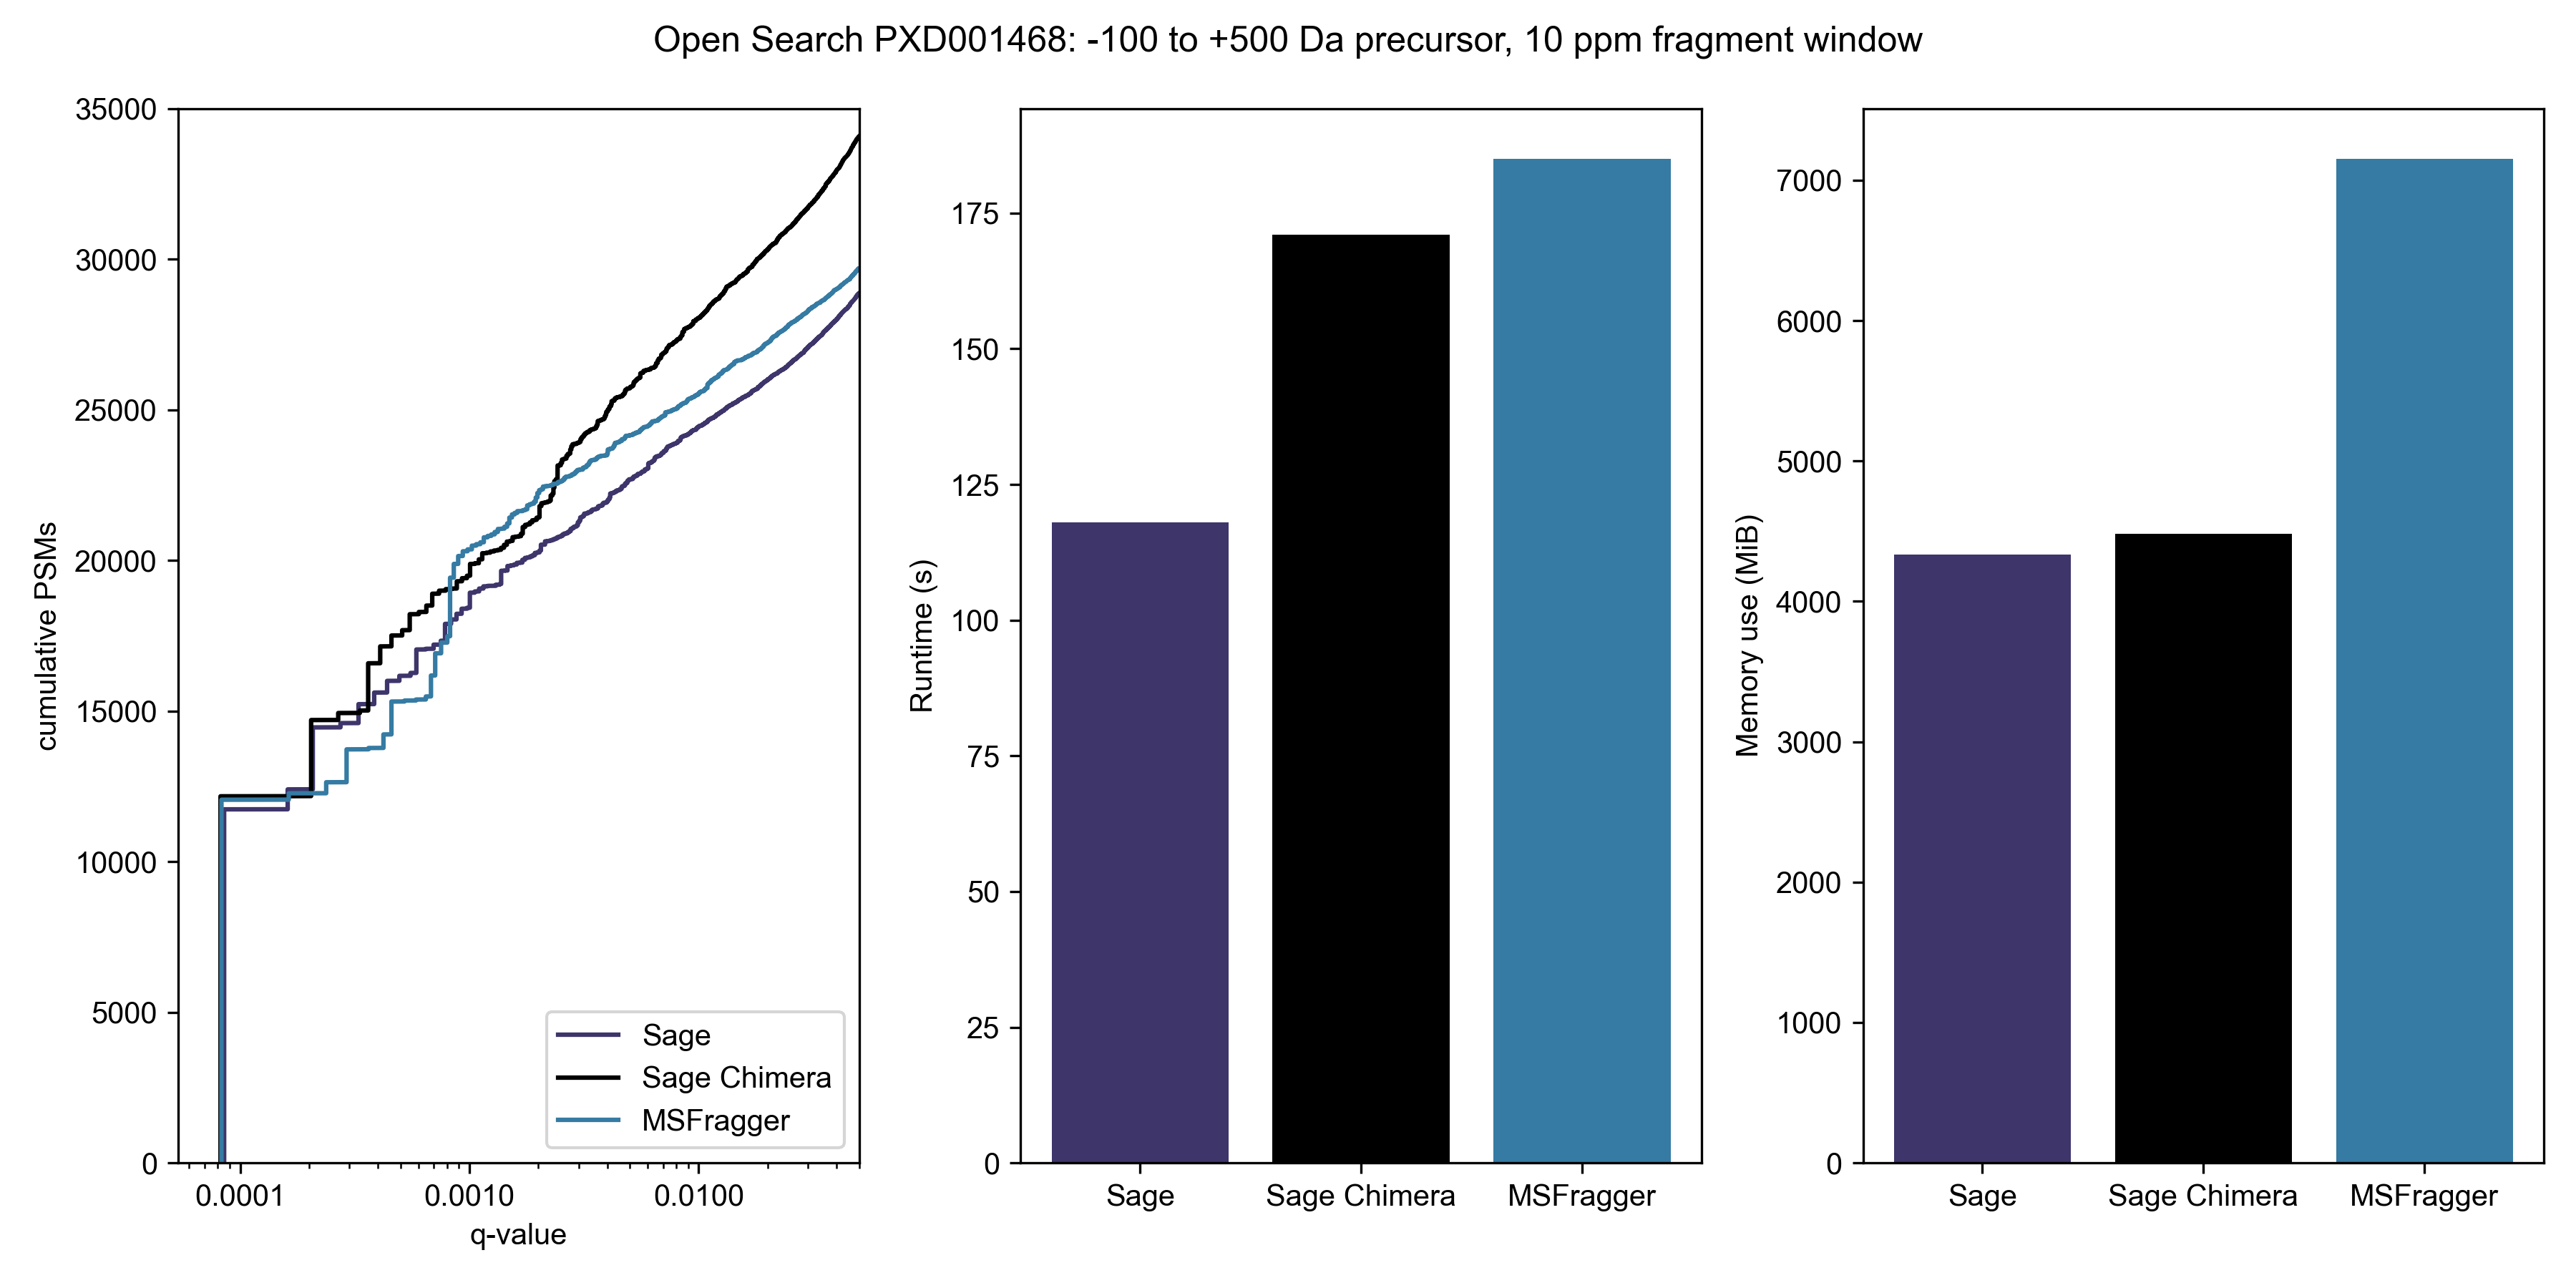 Open Search PXD001468: -100 to +500 Da precursor, 10 ppm fragment window
cumulative PSMs
35000
30000
25000
20000
15000
10000
5000
0
0.0001
0.0010
0.0100
q-value
Sage
Sage Chimera
MSFragger
Runtime (s)
175
150
125
100
75
50
25
0
Sage
Sage Chimera
MSFragger
Memory use (MiB)
7000
6000
5000
4000
3000
2000
1000
0
Sage
Sage Chimera
MSFragger